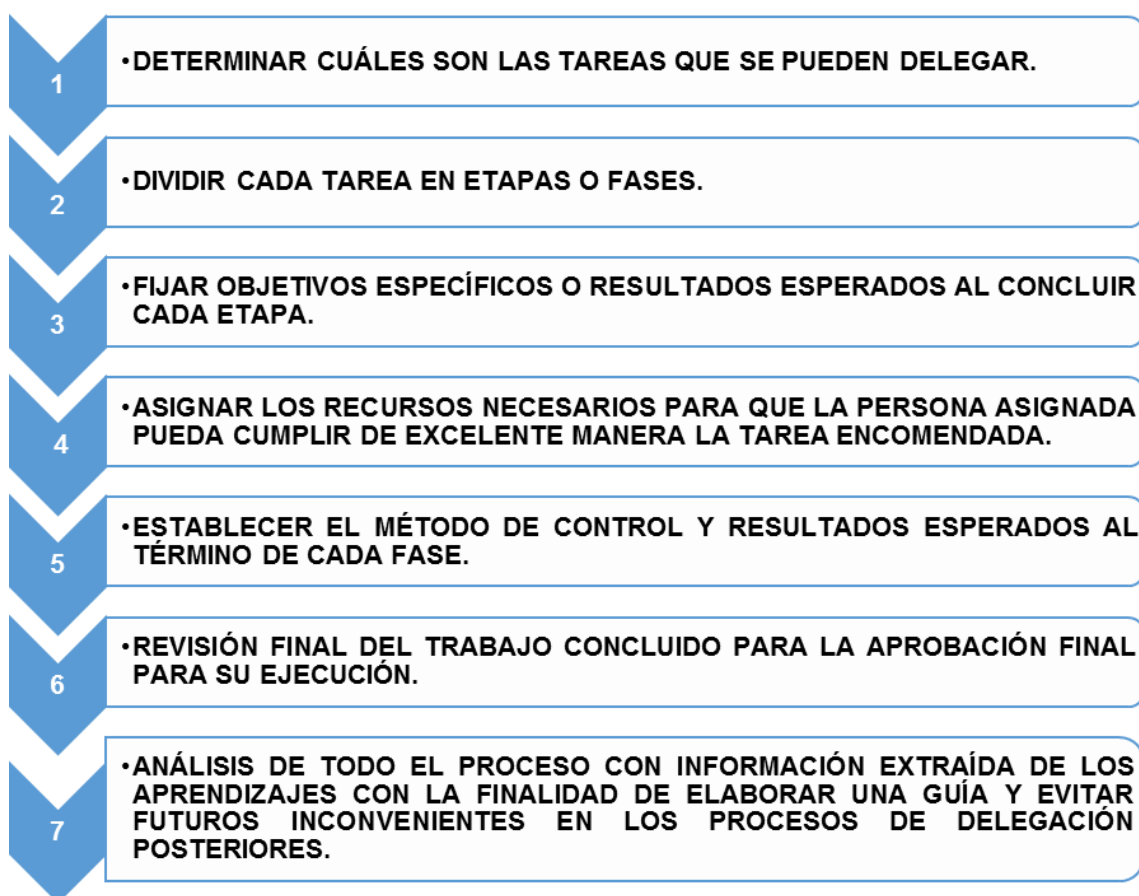 1
•DETERMINAR CUÁLES SON LAS TAREAS QUE SE PUEDEN DELEGAR.
2
•DIVIDIR CADA TAREA EN ETAPAS O FASES.
3
•FIJAR OBJETIVOS ESPECÍFICOS O RESULTADOS ESPERADOS AL CONCLUIR
CADA ETAPA.
4
•ASIGNAR LOS RECURSOS NECESARIOS PARA QUE LA PERSONA ASIGNADA
PUEDA CUMPLIR DE EXCELENTE MANERA LA TAREA ENCOMENDADA.
5
•ESTABLECER EL MÉTODO DE CONTROL Y RESULTADOS ESPERADOS AL
TÉRMINO DE CADA FASE.
6
•REVISIÓN FINAL DEL TRABAJO CONCLUIDO PARA LA APROBACIÓN FINAL
PARA SU EJECUCIÓN.
7
•ANÁLISIS DE TODO EL PROCESO CON INFORMACIÓN EXTRAÍDA DE LOS
APRENDIZAJES CON LA FINALIDAD DE ELABORAR UNA GUÍA Y EVITAR
FUTUROS INCONVENIENTES EN LOS PROCESOS DE DELEGACIÓN
POSTERIORES.